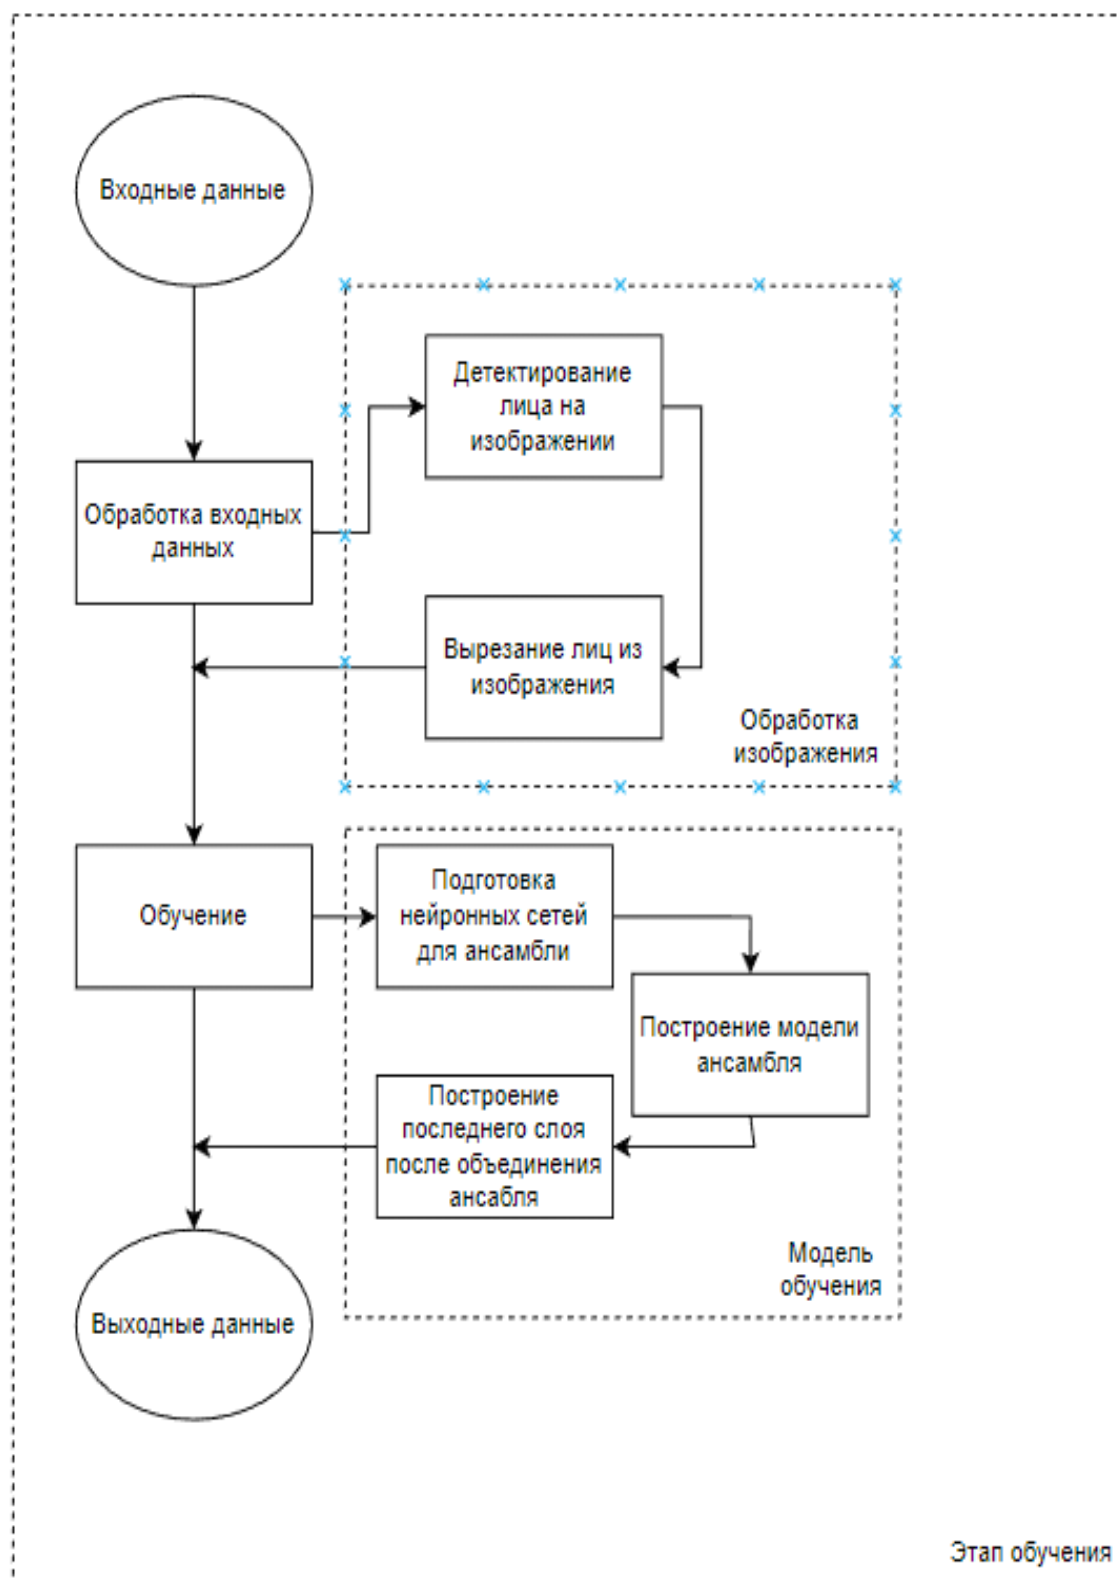 Входные данные
Детектирование
лица на
изображении
Обработка входных
данных
Вырезание лиц из
изображения
Обработка
изображения
Обучение
Подготовка
нейронных сетей
для ансамбли
Построение модели
ансамбля
Построение
последнего слоя
после объединения
ансабля
Модель
обучения
Выходные данные
Этап обучения